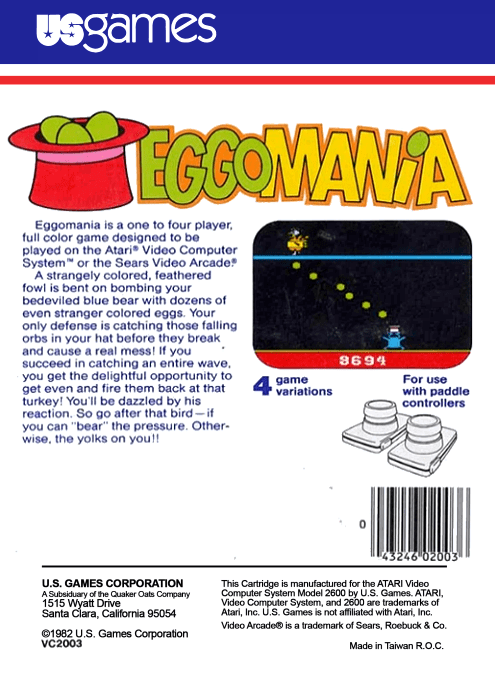 usgames
EGGOMANiA
Eggomania is a one to four player,
full color game designed to be
played on the Atari® Video Computer
System™ or the Sears Video Arcade®.
A strangely colored, feathered
fowl is bent on bombing your
bedeviled blue bear with dozens of
even stranger colored eggs. Your
only defense is catching those falling
orbs in your hat before they break
and cause a real mess! If you
succeed in catching an entire wave,
you get the delightful opportunity to
get even and fire them back at that
turkey! You'll be dazzled by his
reaction. So go after that bird—if
you can "bear" the pressure. Other-
wise, the yolks on you!!
8694
4 game
variations
For use
with paddle
controllers
0
43246 02003
U.S. GAMES CORPORATION
A Subsiduary of the Quaker Oats Company
1515 Wyatt Drive
Santa Clara, California 95054
©1982 U.S. Games Corporation
VC2003
This Cartridge is manufactured for the ATARI Video
Computer System Model 2600 by U.S. Games. ATARI,
Video Computer System, and 2600 are trademarks of
Atari, Inc. U.S. Games is not affiliated with Atari, Inc.
Video Arcade® is a trademark of Sears, Roebuck & Co.
Made in Taiwan R.O.C.